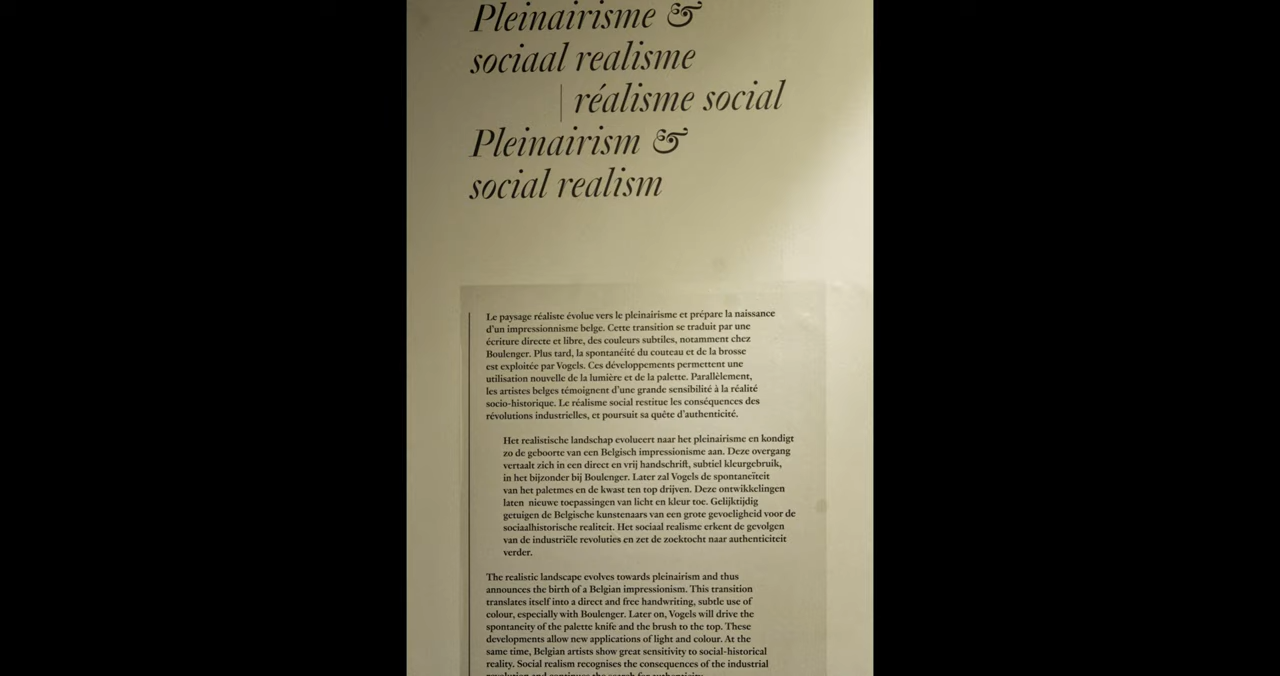 Pleinairisme &
sociaal realisme
| réalisme social
Pleinairism &
social realism
Le paysage réaliste évolue vers le pleinairisme et prépare la naissance
d'un impressionnisme belge. Cette transition se traduit par une
écriture directe et libre, des couleurs subtiles, notamment chez
Boulenger. Plus tard, la spontanéité du couteau et de la brosse
est exploitée par Vogels. Ces développements permettent une
utilisation nouvelle de la lumière et de la palette. Parallèlement,
les artistes belges témoignent d'une grande sensibilité à la réalité
socio-historique. Le réalisme social restitue les conséquences des
révolutions industrielles, et poursuit sa quête d'authenticité.
Het realistische landschap evolueert naar het pleinairisme en kondigt
zo de geboorte van een Belgisch impressionisme aan. Deze overgang
vertaalt zich in een direct en vrij handschrift, subtiel kleurgebruik,
in het bijzonder bij Boulenger. Later zal Vogels de spontaneïteit
van het paletmes en de kwast ten top drijven. Deze ontwikkelingen
laten nieuwe toepassingen van licht en kleur toe. Gelijktijdig
getuigen de Belgische kunstenaars van een grote gevoeligheid voor de
sociaalhistorische realiteit. Het sociaal realisme erkent de gevolgen
van de industriële revoluties en zet de zoektocht naar authenticiteit
verder.
The realistic landscape evolves towards pleinairism and thus
announces the birth of a Belgian impressionism. This transition
translates itself into a direct and free handwriting, subtle use of
colour, especially with Boulenger. Later on, Vogels will drive the
spontaneity of the palette knife and the brush to the top. These
developments allow new applications of light and colour. At the
same time, Belgian artists show great sensitivity to social-historical
reality. Social realism recognises the consequences of the industrial
revolution and continues the search for authenticity.